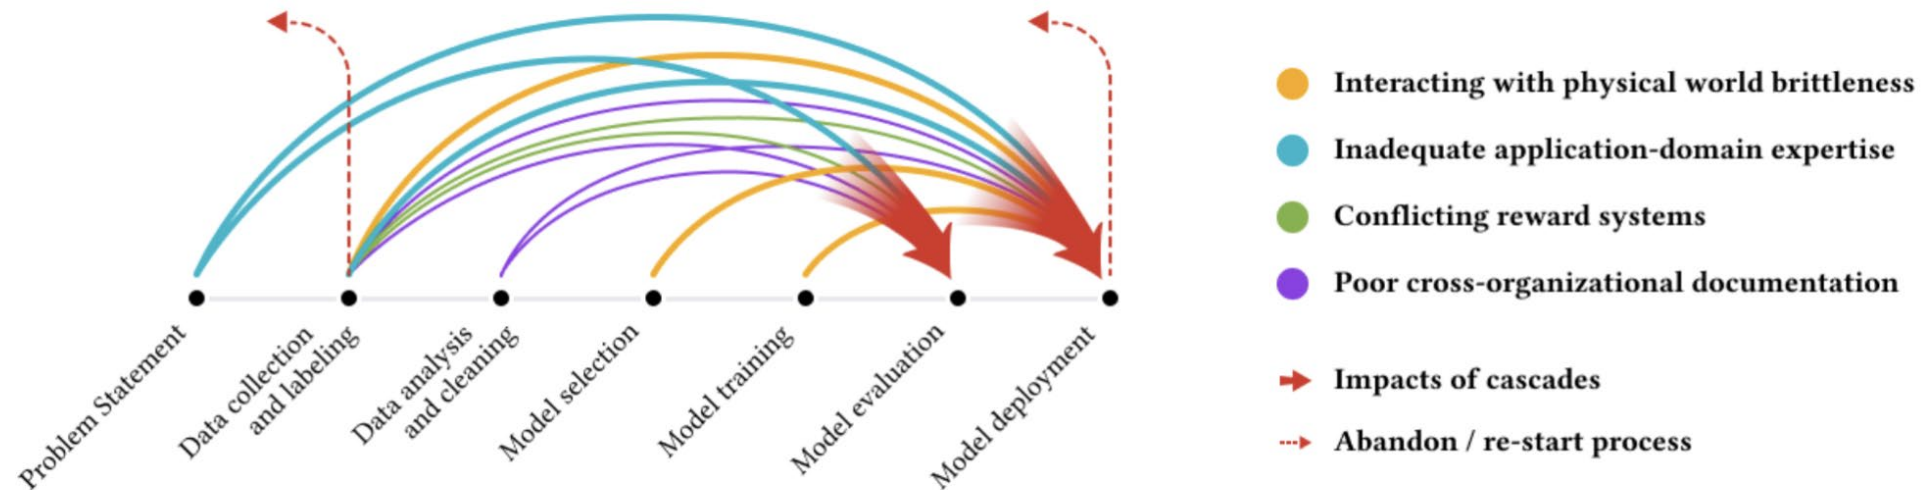 Problem Statement
Data collection
and labeling
Data analysis
and cleaning
Model selection
Model training
Model evaluation
Model deployment
Interacting with physical world brittleness
Inadequate application-domain expertise
Conflicting reward systems
Poor cross-organizational documentation
Impacts of cascades
Abandon / re-start process